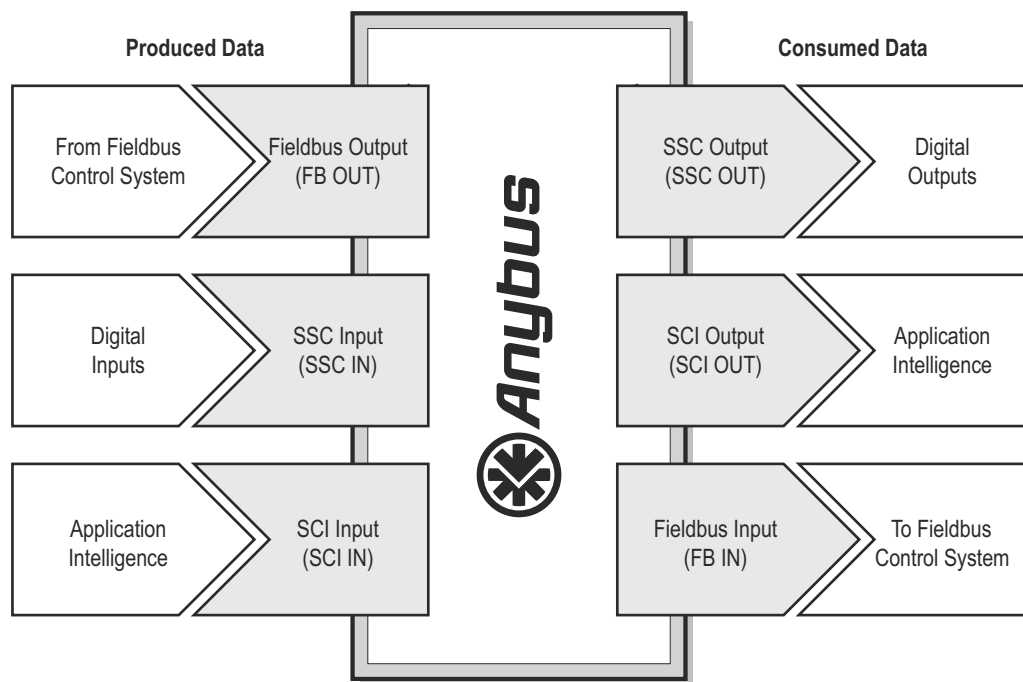 Produced Data
Consumed Data
From Fieldbus
Control System
Fieldbus Output
(FB OUT)
SSC Output
(SSC OUT)
Digital
Outputs
Digital
Inputs
SSC Input
(SSC IN)
SCI Output
(SCI OUT)
Application
Intelligence
Application
Intelligence
SCI Input
(SCI IN)
Fieldbus Input
(FB IN)
To Fieldbus
Control System
Anybus